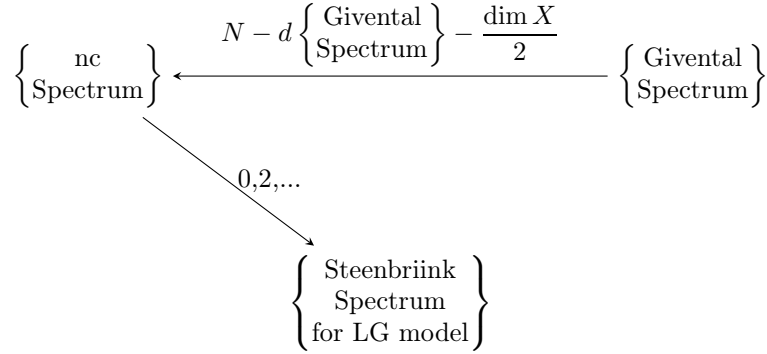 N − d { Givental Spectrum } − dim X / 2
{ nc Spectrum }
{ Givental Spectrum }
0,2,...
{ Steenbriink
Spectrum
for LG model }